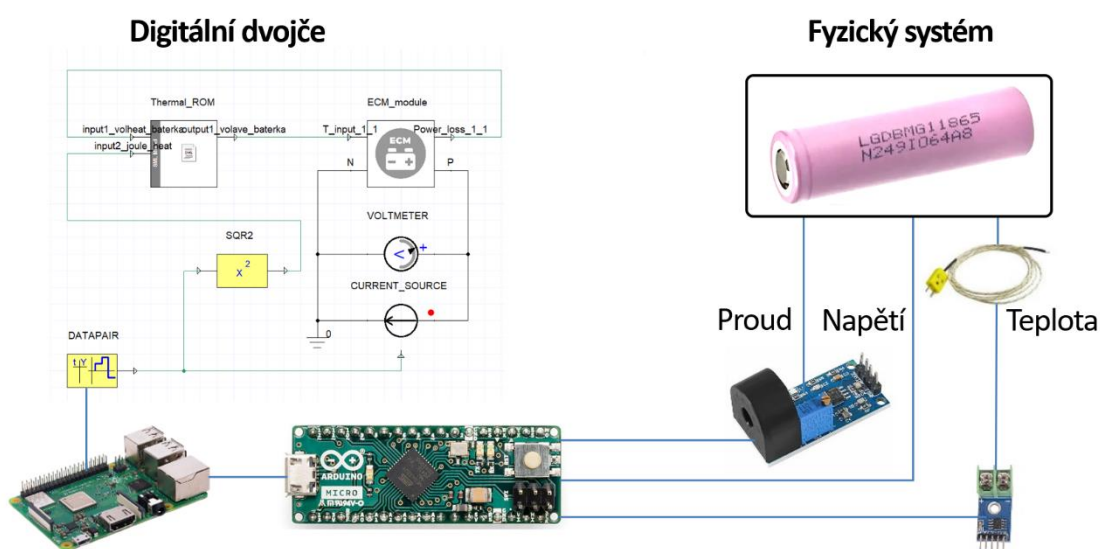 Digitální dvojče
Fyzický systém
Thermal_ROM
ECM_module
input1_volheat_baterka
output1_volave_baterka
T_input_1_1
Power_loss_1_1
input2_joule_heat
ECM
N
P
VOLTMETER
+
SQR2
X²
CURRENT_SOURCE
0
DATAPAIR
t Y
LGDBMG11865
N249I064A8
Proud
Napětí
Teplota
ARDUINO
MICRO